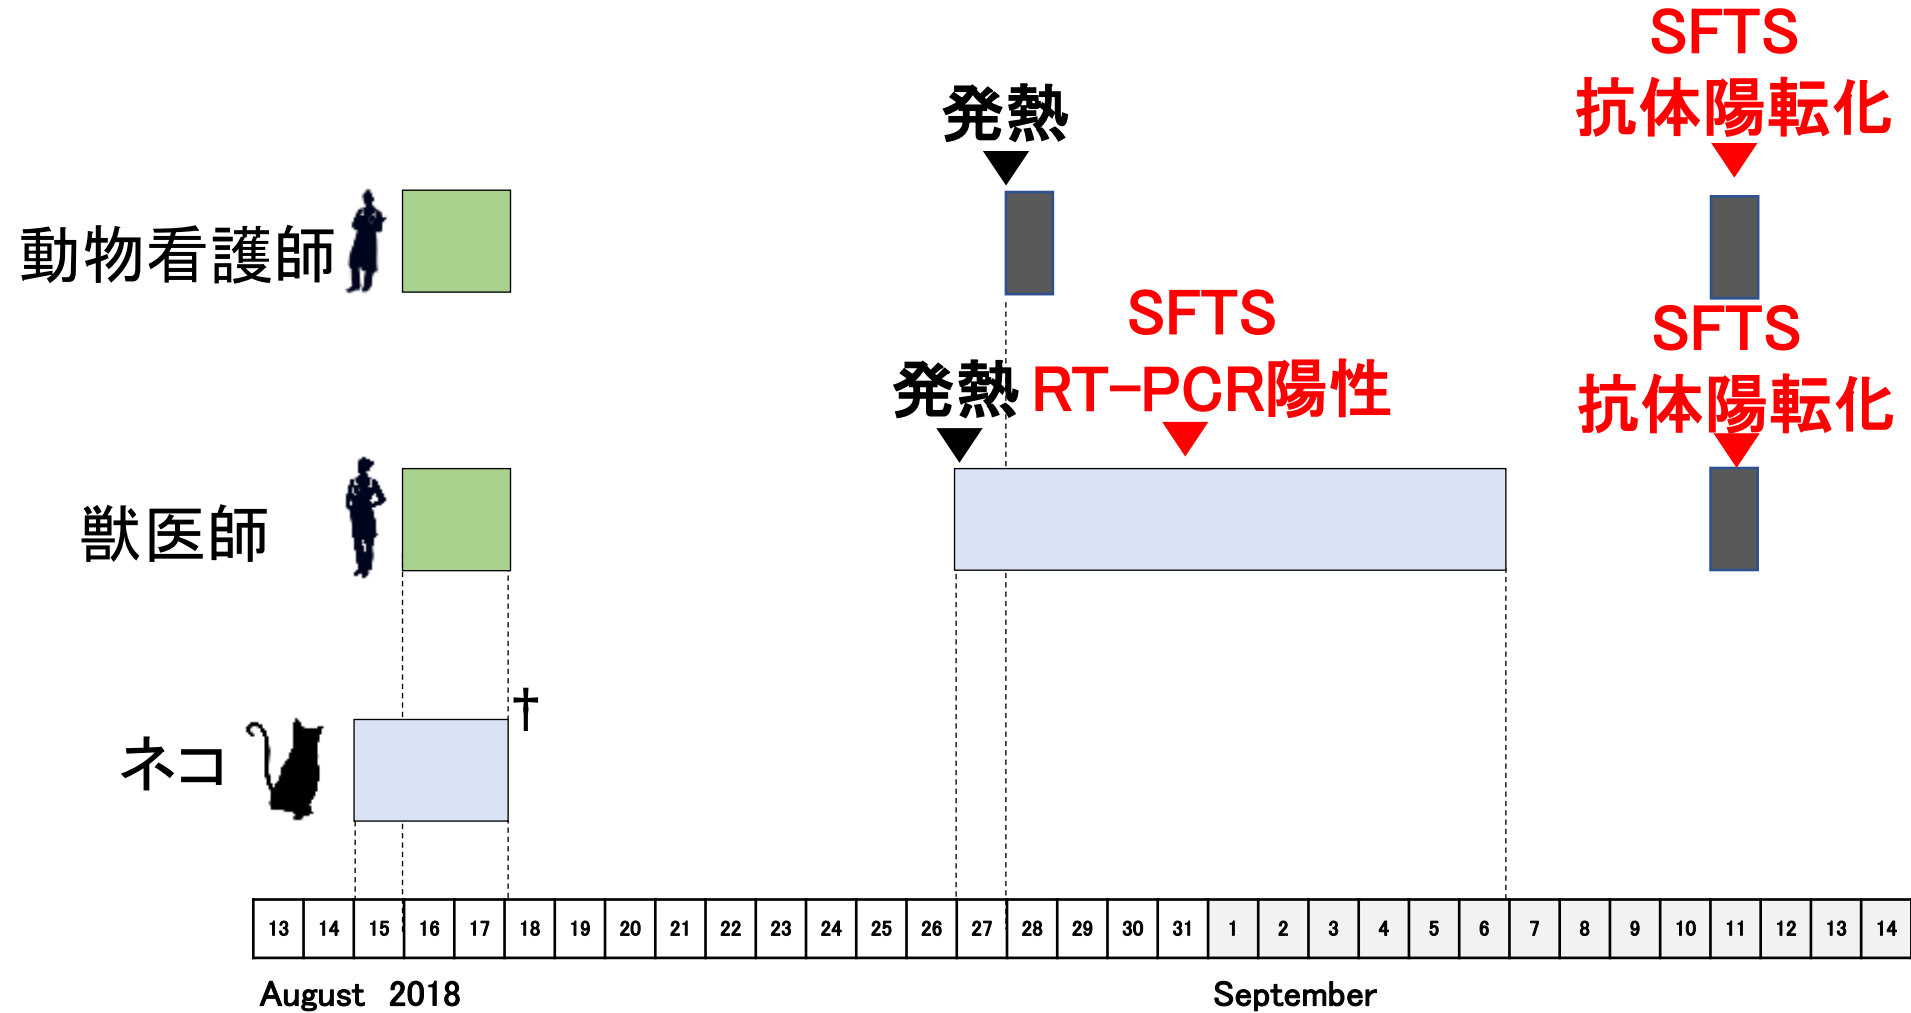 SFTS
抗体陽転化
発熱
動物看護師
SFTS
RT-PCR陽性
SFTS
抗体陽転化
発熱
獣医師
†
ネコ
13 14 15 16 17 18 19 20 21 22 23 24 25 26 27 28 29 30 31 1 2 3 4 5 6 7 8 9 10 11 12 13 14
August 2018 September